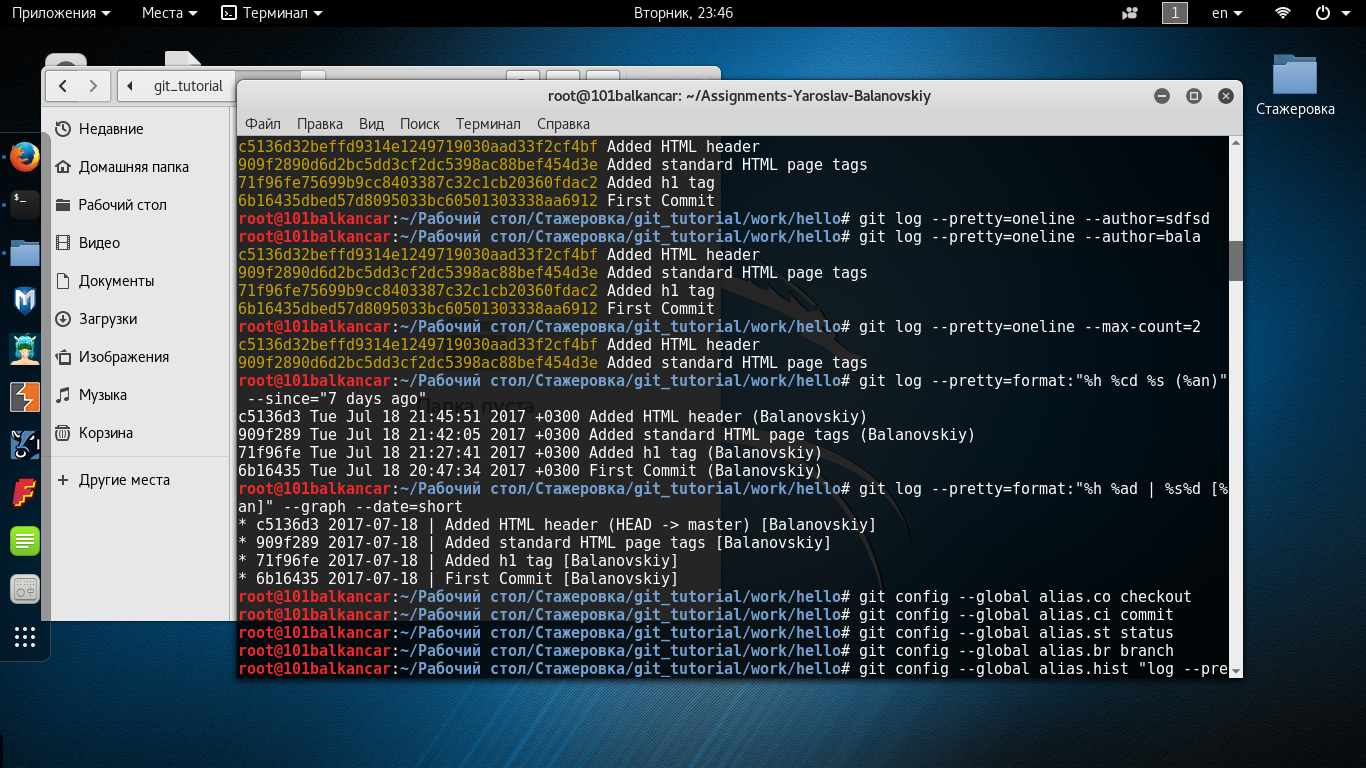 Приложения Места Терминал Вторник, 23:46 1 en
git_tutorial
Недавние
Домашняя папка
Рабочий стол
Видео
Документы
Загрузки
Изображения
Музыка
Корзина
Другие места
Стажеровка
root@101balkancar: ~/Assignments-Yaroslav-Balanovskiy
Файл Правка Вид Поиск Терминал Справка
c5136d32beffd9314e1249719030aad33f2cf4bf Added HTML header
909f2890d6d2bc5dd3cf2dc5398ac88bef454d3e Added standard HTML page tags
71f96fe75699b9cc8403387c32c1cb20360fdac2 Added h1 tag
6b16435dbed57d8095033bc60501303338aa6912 First Commit
root@101balkancar:~/Рабочий стол/Стажеровка/git_tutorial/work/hello# git log --pretty=oneline --author=sdfsd
root@101balkancar:~/Рабочий стол/Стажеровка/git_tutorial/work/hello# git log --pretty=oneline --author=bala
c5136d32beffd9314e1249719030aad33f2cf4bf Added HTML header
909f2890d6d2bc5dd3cf2dc5398ac88bef454d3e Added standard HTML page tags
71f96fe75699b9cc8403387c32c1cb20360fdac2 Added h1 tag
6b16435dbed57d8095033bc60501303338aa6912 First Commit
root@101balkancar:~/Рабочий стол/Стажеровка/git_tutorial/work/hello# git log --pretty=oneline --max-count=2
c5136d32beffd9314e1249719030aad33f2cf4bf Added HTML header
909f2890d6d2bc5dd3cf2dc5398ac88bef454d3e Added standard HTML page tags
root@101balkancar:~/Рабочий стол/Стажеровка/git_tutorial/work/hello# git log --pretty=format:"%h %cd %s (%an)"
--since="7 days ago"
Папка пуста
c5136d3 Tue Jul 18 21:45:51 2017 +0300 Added HTML header (Balanovskiy)
909f289 Tue Jul 18 21:42:05 2017 +0300 Added standard HTML page tags (Balanovskiy)
71f96fe Tue Jul 18 21:27:41 2017 +0300 Added h1 tag (Balanovskiy)
6b16435 Tue Jul 18 20:47:34 2017 +0300 First Commit (Balanovskiy)
root@101balkancar:~/Рабочий стол/Стажеровка/git_tutorial/work/hello# git log --pretty=format:"%h %ad | %s%d [%
an]" --graph --date=short
* c5136d3 2017-07-18 | Added HTML header (HEAD -> master) [Balanovskiy]
* 909f289 2017-07-18 | Added standard HTML page tags [Balanovskiy]
* 71f96fe 2017-07-18 | Added h1 tag [Balanovskiy]
* 6b16435 2017-07-18 | First Commit [Balanovskiy]
root@101balkancar:~/Рабочий стол/Стажеровка/git_tutorial/work/hello# git config --global alias.co checkout
root@101balkancar:~/Рабочий стол/Стажеровка/git_tutorial/work/hello# git config --global alias.ci commit
root@101balkancar:~/Рабочий стол/Стажеровка/git_tutorial/work/hello# git config --global alias.st status
root@101balkancar:~/Рабочий стол/Стажеровка/git_tutorial/work/hello# git config --global alias.br branch
root@101balkancar:~/Рабочий стол/Стажеровка/git_tutorial/work/hello# git config --global alias.hist "log --pre